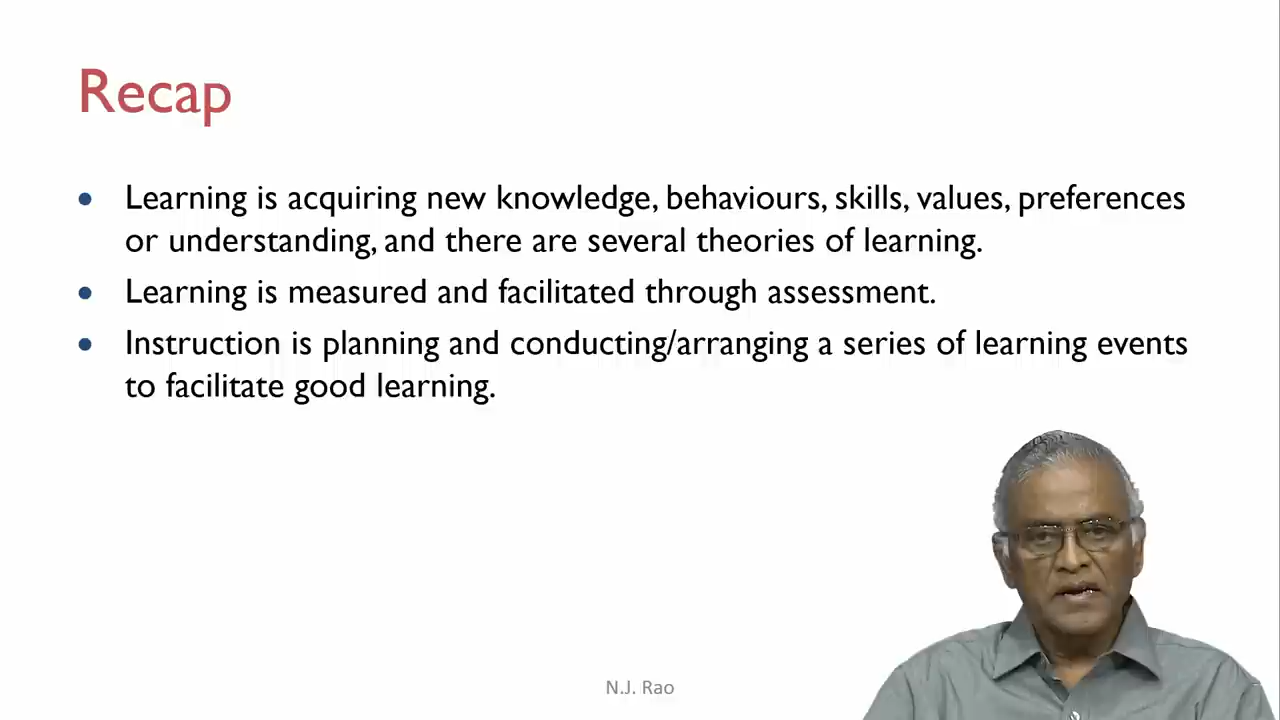 Recap
• Learning is acquiring new knowledge, behaviours, skills, values, preferences
or understanding, and there are several theories of learning.
• Learning is measured and facilitated through assessment.
• Instruction is planning and conducting/arranging a series of learning events
to facilitate good learning.
N.J. Rao